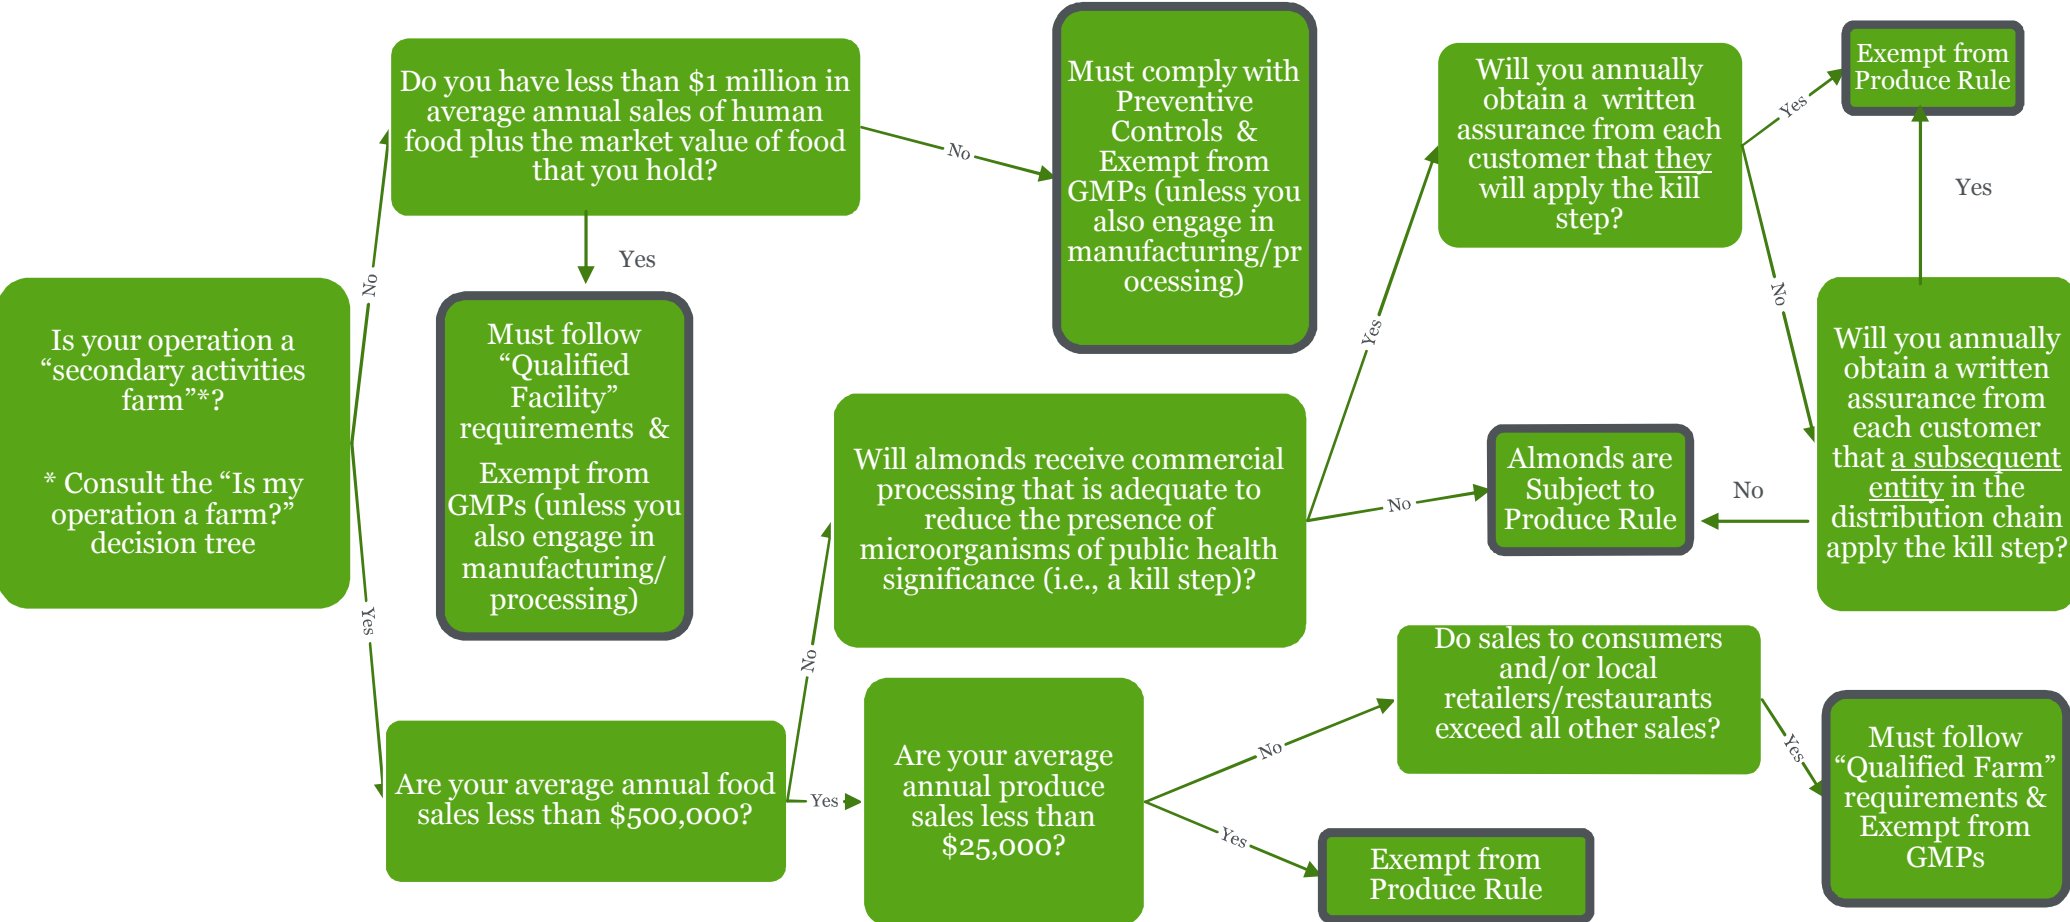 Is your operation a
“secondary activities
farm”*?
* Consult the “Is my
operation a farm?”
decision tree
No
Yes
Do you have less than $1 million in
average annual sales of human
food plus the market value of food
that you hold?
No
Yes
Must follow
“Qualified
Facility”
requirements &
Exempt from
GMPs (unless you
also engage in
manufacturing/
processing)
Must comply with
Preventive
Controls &
Exempt from
GMPs (unless you
also engage in
manufacturing/pr
ocessing)
Are your average annual food
sales less than $500,000?
No
Yes
Will almonds receive commercial
processing that is adequate to
reduce the presence of
microorganisms of public health
significance (i.e., a kill step)?
Yes
No
Will you annually
obtain a written
assurance from each
customer that they
will apply the kill
step?
Yes
No
Exempt from
Produce Rule
Yes
Will you annually
obtain a written
assurance from
each customer
that a subsequent
entity in the
distribution chain
apply the kill step?
No
Almonds are
Subject to
Produce Rule
Are your average
annual produce
sales less than
$25,000?
No
Yes
Do sales to consumers
and/or local
retailers/restaurants
exceed all other sales?
Yes
Must follow
“Qualified Farm”
requirements &
Exempt from
GMPs
Exempt from
Produce Rule